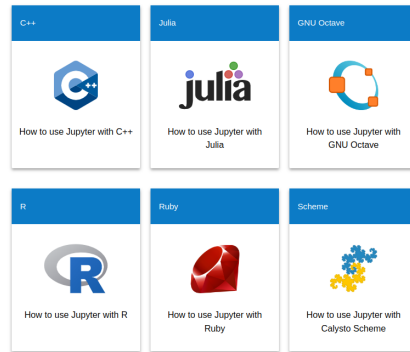 C++
Julia
GNU Octave
C++
julia
How to use Jupyter with C++
How to use Jupyter with
Julia
How to use Jupyter with
GNU Octave
R
Ruby
Scheme
R
How to use Jupyter with R
How to use Jupyter with
Ruby
How to use Jupyter with
Calysto Scheme